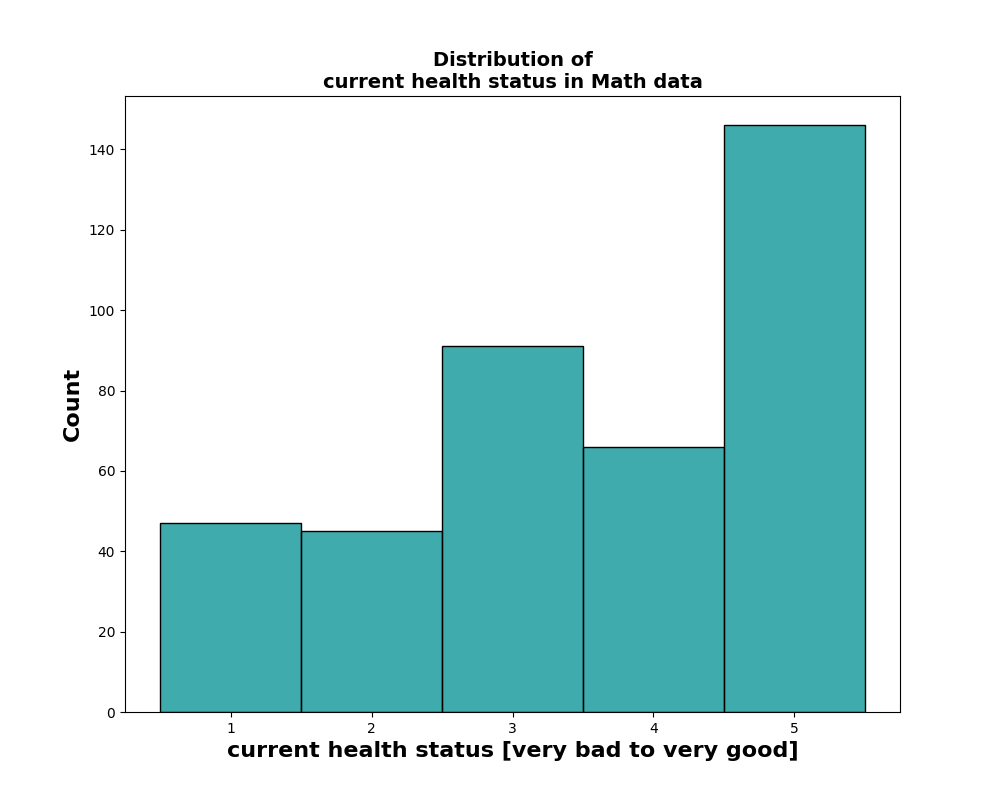 Distribution of
current health status in Math data
140
120
100
80
60
40
20
0
Count
1 2 3 4 5
current health status [very bad to very good]